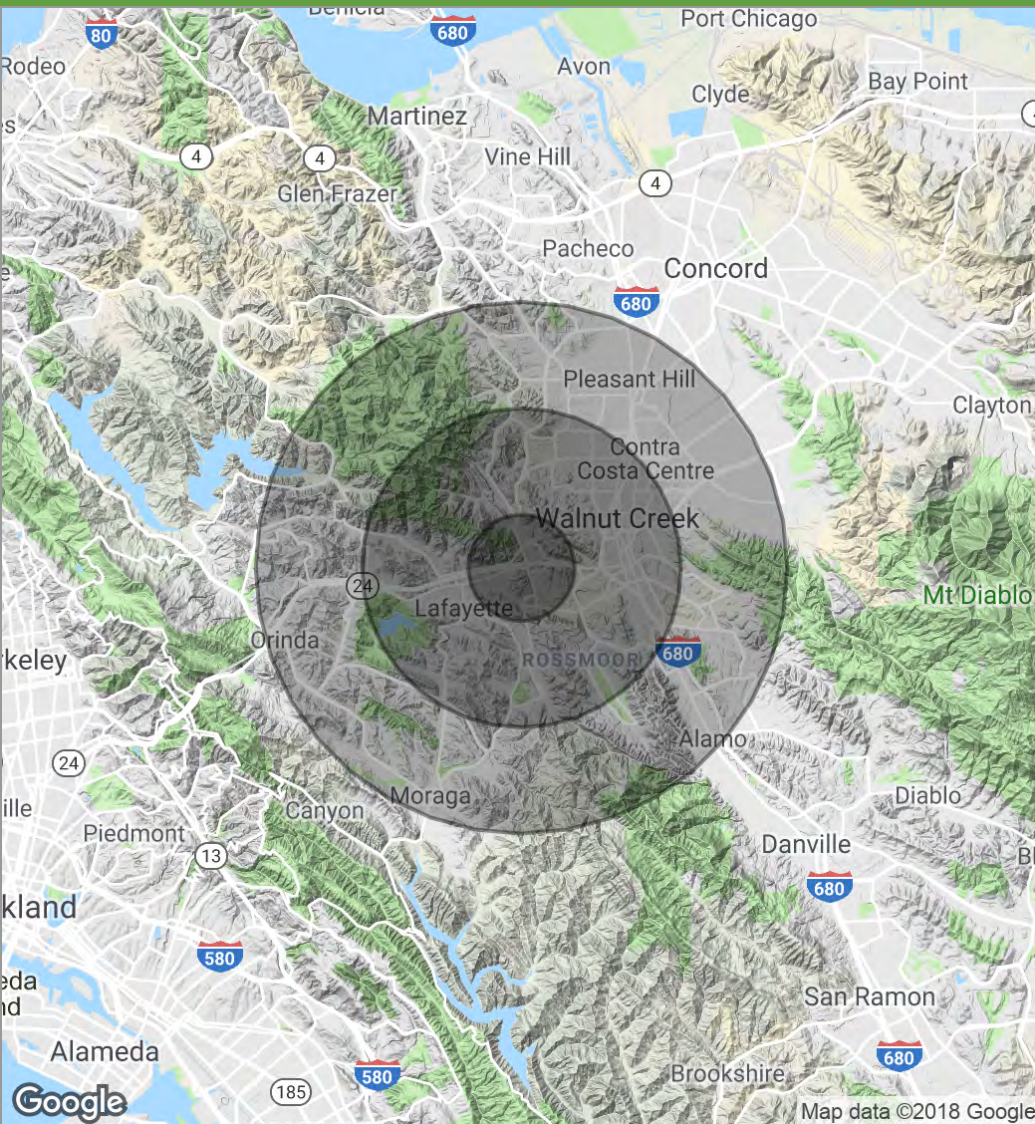 Benicia
Port Chicago
80
680
Rodeo
Avon
Bay Point
Clyde
Martinez
4
4
Vine Hill
4
Glen Frazer
Pacheco
Concord
680
Pleasant Hill
Clayton
Contra
Costa Centre
Walnut Creek
24
Lafayette
Mt Diablo
Orinda
rkeley
ROSSMOOR
680
Alamo
24
Moraga
Diablo
ille
Canyon
Piedmont
13
Danville
Bl
680
kland
580
eda
nd
San Ramon
Alameda
680
580
Brookshire
185
Google
Map data ©2018 Google